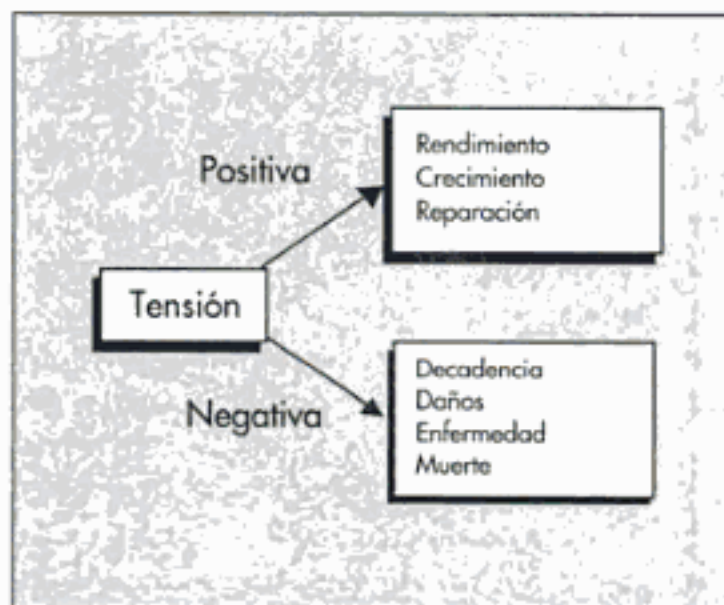 Positiva
Rendimiento
Crecimiento
Reparación
Tensión
Negativa
Decadencia
Daños
Enfermedad
Muerte